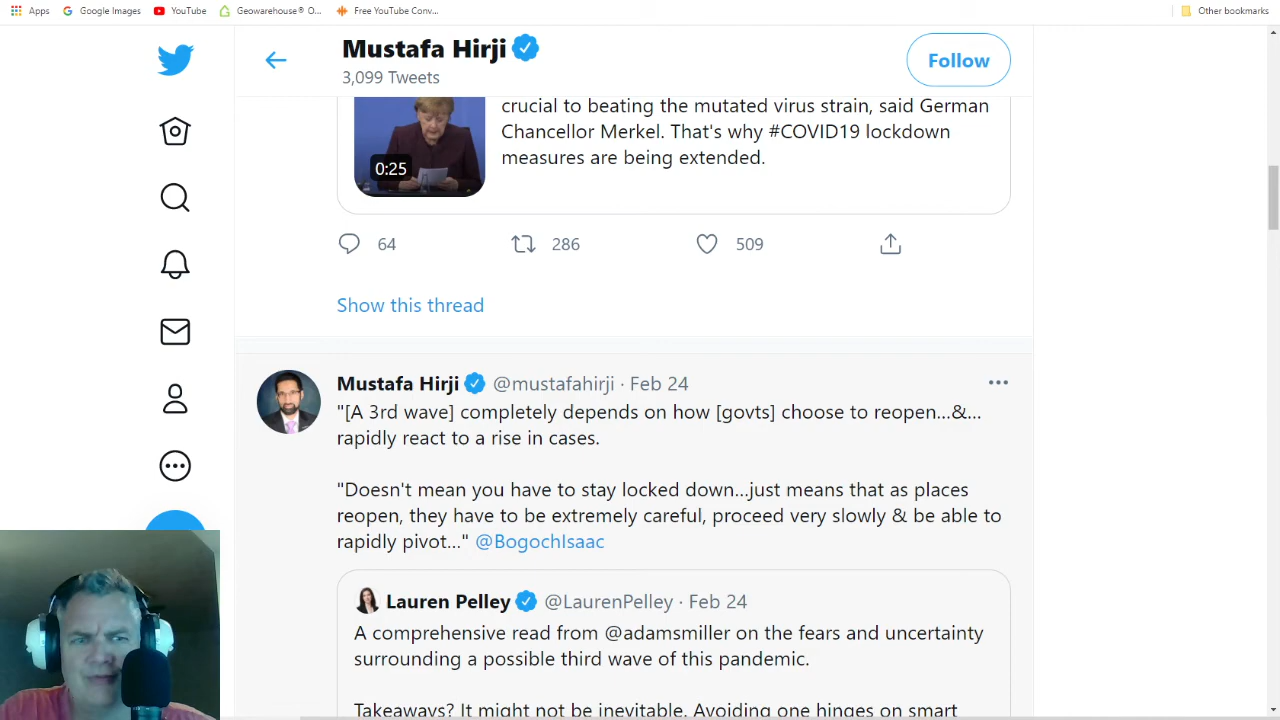 Apps
Google Images
YouTube
Geowarehouse® O...
Free YouTube Conv...
Other bookmarks
Mustafa Hirji
3,099 Tweets
Follow
crucial to beating the mutated virus strain, said German
Chancellor Merkel. That's why #COVID19 lockdown
measures are being extended.
0:25
64
286
509
Show this thread
Mustafa Hirji @mustafahirji · Feb 24
"[A 3rd wave] completely depends on how [govts] choose to reopen...&...
rapidly react to a rise in cases.
"Doesn't mean you have to stay locked down...just means that as places
reopen, they have to be extremely careful, proceed very slowly & be able to
rapidly pivot..." @BogochIsaac
Lauren Pelley @LaurenPelley · Feb 24
A comprehensive read from @adamsmiller on the fears and uncertainty
surrounding a possible third wave of this pandemic.
Takeaways? It might not be inevitable. Avoiding one hinges on smart